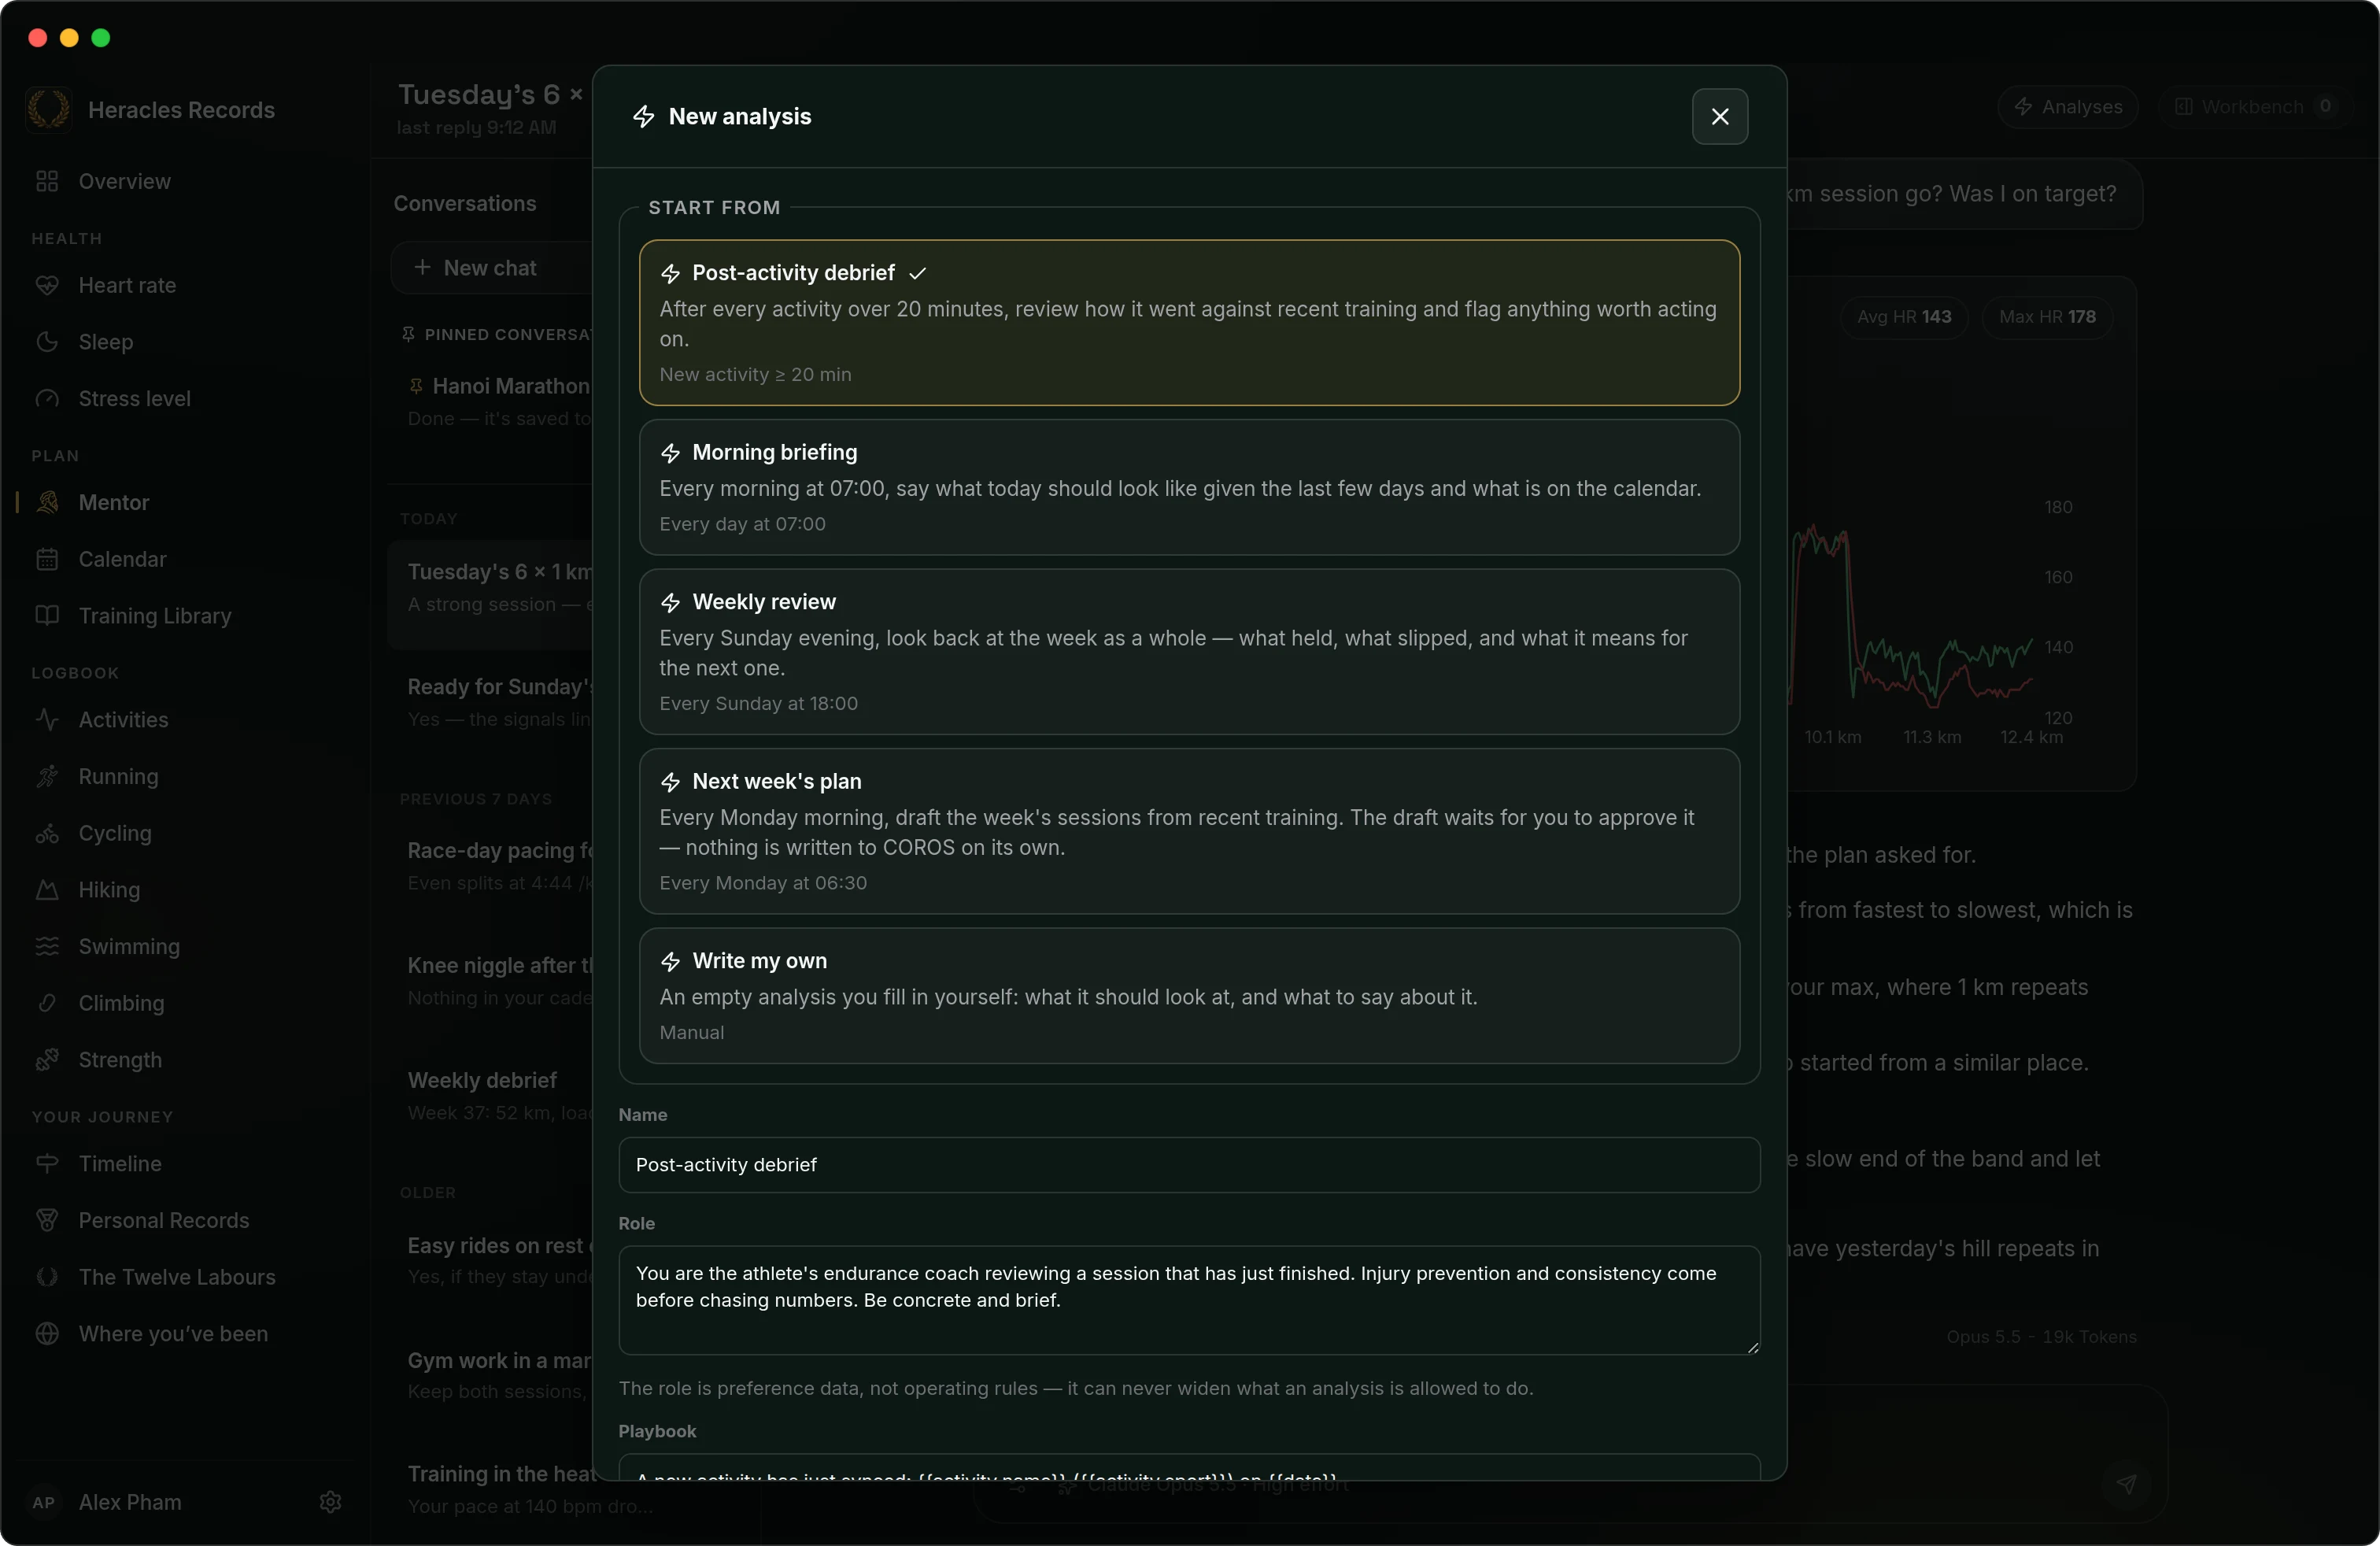 Heracles Records
Overview
HEALTH
Heart rate
Sleep
Stress level
PLAN
Mentor
Calendar
Training Library
LOGBOOK
Activities
Running
Cycling
Hiking
Swimming
Climbing
Strength
YOUR JOURNEY
Timeline
Personal Records
The Twelve Labours
Where you’ve been
AP Alex Pham
Tuesday’s 6 ×
last reply 9:12 AM
Conversations
New chat
PINNED
Hanoi Marathon
Done — it's saved to
TODAY
Tuesday's 6 × 1 km
A strong session —
Ready for Sunday's
Yes — the signals
PREVIOUS 7 DAYS
Race-day pacing
Even splits at 4:44
Knee niggle after
Nothing in your
Weekly debrief
Week 37: 52 km,
OLDER
Easy rides on rest
Yes, if they stay
Gym work in a
Keep both sessions,
Training in the heat
Your pace at 140 bpm dro...
New analysis
START FROM
Post-activity debrief
After every activity over 20 minutes, review how it went against recent training and flag anything worth acting
on.
New activity ≥ 20 min
Morning briefing
Every morning at 07:00, say what today should look like given the last few days and what is on the calendar.
Every day at 07:00
Weekly review
Every Sunday evening, look back at the week as a whole — what held, what slipped, and what it means for
the next one.
Every Sunday at 18:00
Next week's plan
Every Monday morning, draft the week's sessions from recent training. The draft waits for you to approve it
— nothing is written to COROS on its own.
Every Monday at 06:30
Write my own
An empty analysis you fill in yourself: what it should look at, and what to say about it.
Manual
Name
Post-activity debrief
Role
You are the athlete's endurance coach reviewing a session that has just finished. Injury prevention and consistency come
before chasing numbers. Be concrete and brief.
The role is preference data, not operating rules — it can never widen what an analysis is allowed to do.
Playbook
A new activity has just synced: {{activity.name}} ({{activity.sport}}) on {{date}}
Analyses
Workbench 0
km session go? Was I on target?
Avg HR 143
Max HR 178
180
160
140
120
10.1 km 11.3 km 12.4 km
the plan asked for.
from fastest to slowest, which is
your max, where 1 km repeats
started from a similar place.
slow end of the band and let
have yesterday's hill repeats in
Opus 5.5 - 19k Tokens
Claude Opus 5.5 · High effort